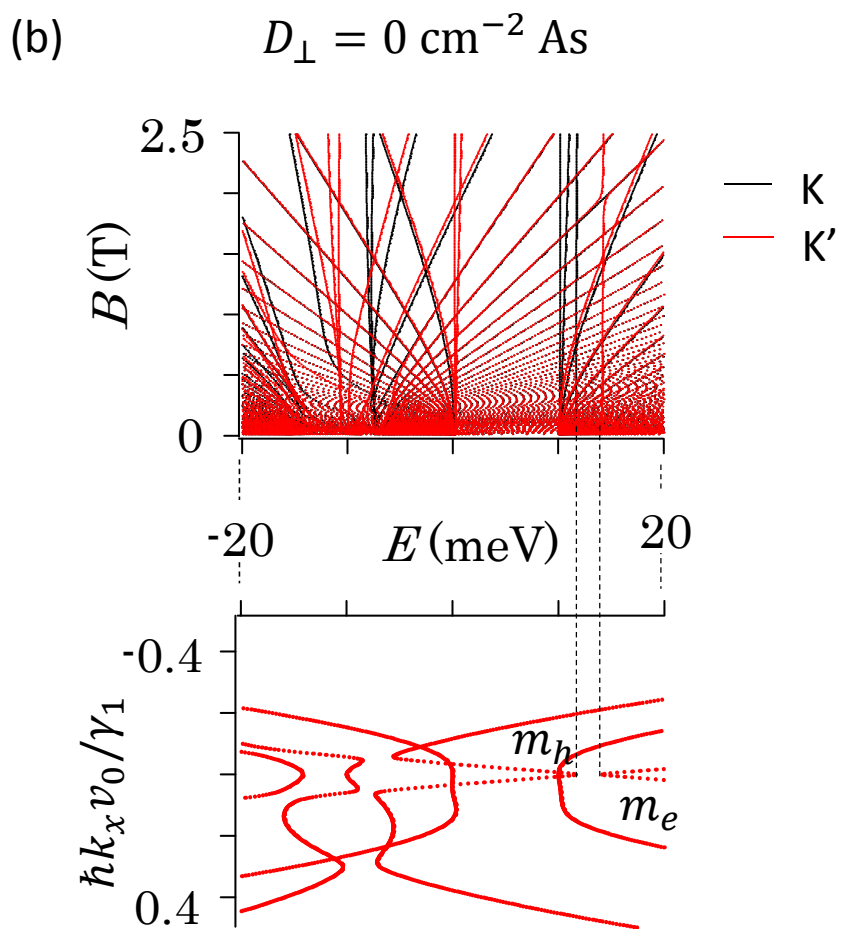 (b) D⊥ = 0 cm⁻² As
2.5
K
K'
B (T)
0
-20 E (meV) 20
-0.4
m_h
ħk_x v_0/γ_1
m_e
0.4